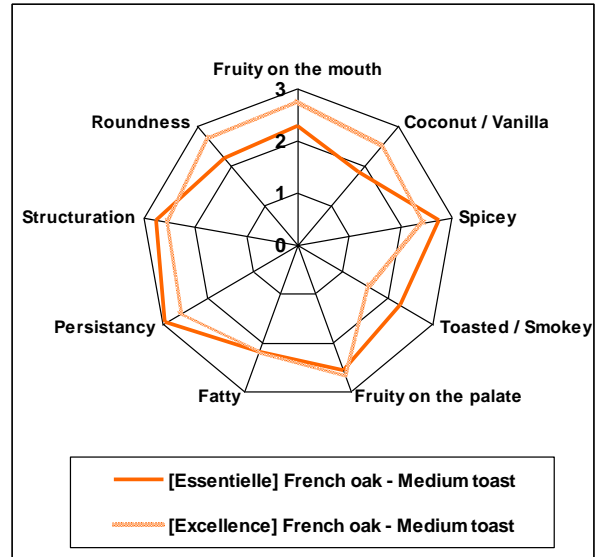 Fruity on the mouth
3
Roundness
Coconut / Vanilla
2
Structuration
1
Spicey
0
Persistancy
Toasted / Smokey
Fatty
Fruity on the palate
[Essentielle] French oak - Medium toast
[Excellence] French oak - Medium toast